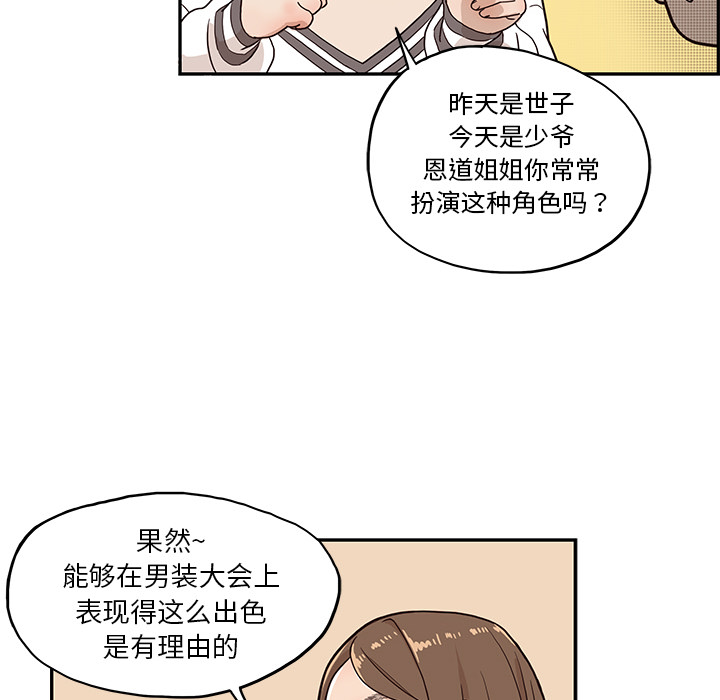 昨天是世子
今天是少爷
恩道姐姐你常常
扮演这种角色吗？
果然~
能够在男装大会上
表现得这么出色
是有理由的